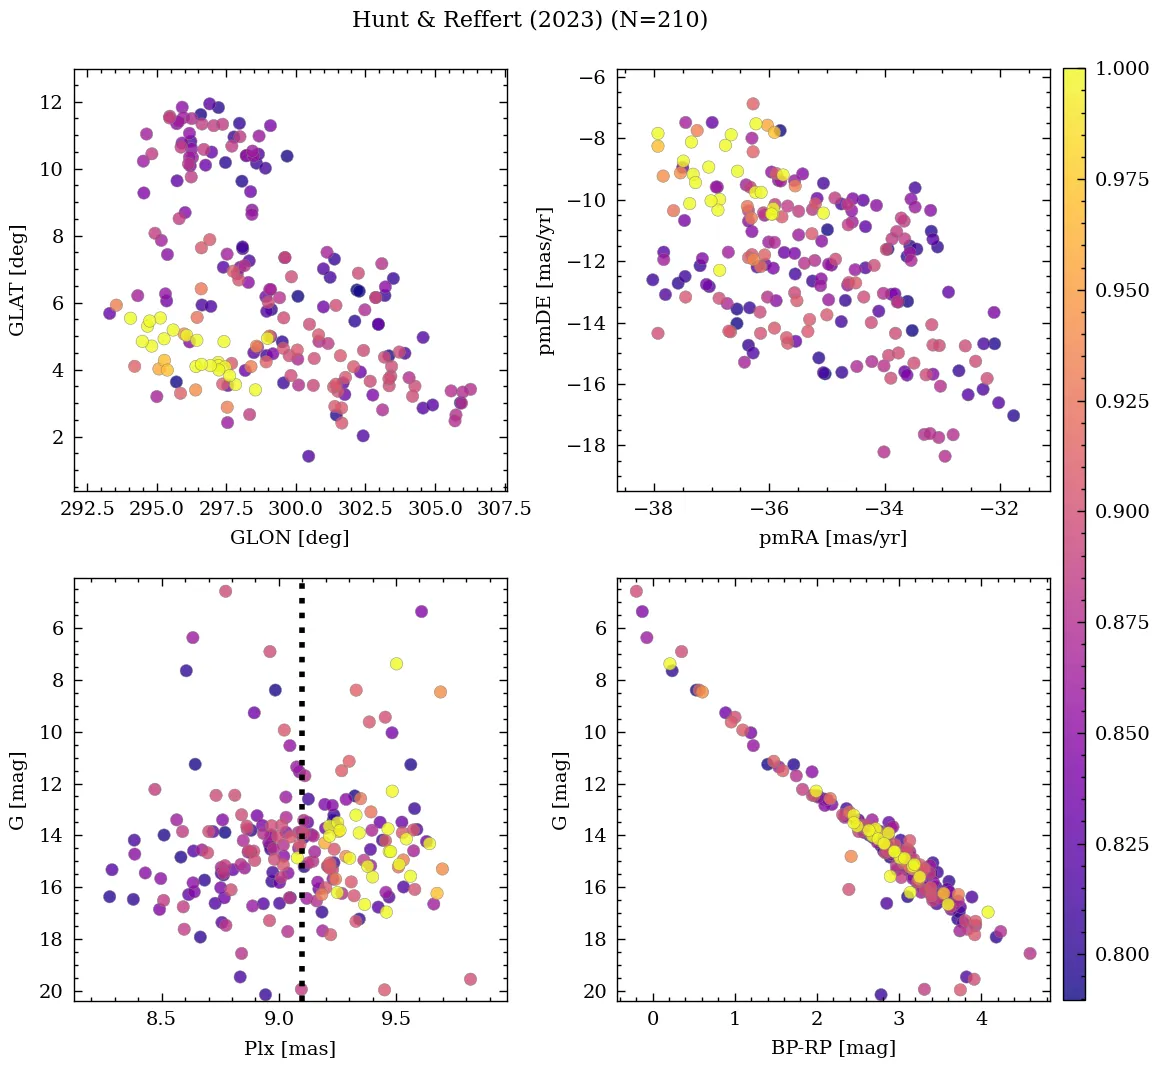 Hunt & Reffert (2023) (N=210)
12
10
8
6
4
2
GLAT [deg]
292.5 295.0 297.5 300.0 302.5 305.0 307.5
GLON [deg]
−6
−8
−10
−12
−14
−16
−18
pmDE [mas/yr]
−38 −36 −34 −32
pmRA [mas/yr]
6
8
10
12
14
16
18
20
G [mag]
8.5 9.0 9.5
Plx [mas]
6
8
10
12
14
16
18
20
G [mag]
0 1 2 3 4
BP-RP [mag]
1.000
0.975
0.950
0.925
0.900
0.875
0.850
0.825
0.800